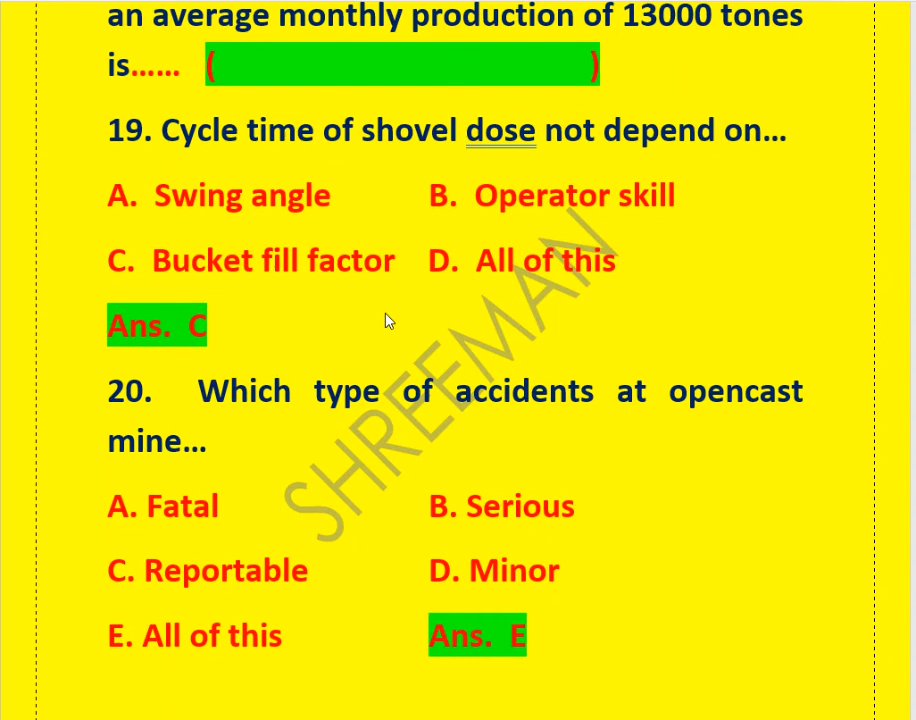 an average monthly production of 13000 tones
is...... ( )
19. Cycle time of shovel dose not depend on...
A. Swing angle B. Operator skill
C. Bucket fill factor D. All of this
Ans. C
20. Which type of accidents at opencast
mine...
A. Fatal B. Serious
C. Reportable D. Minor
E. All of this Ans. E
SHREEMAN